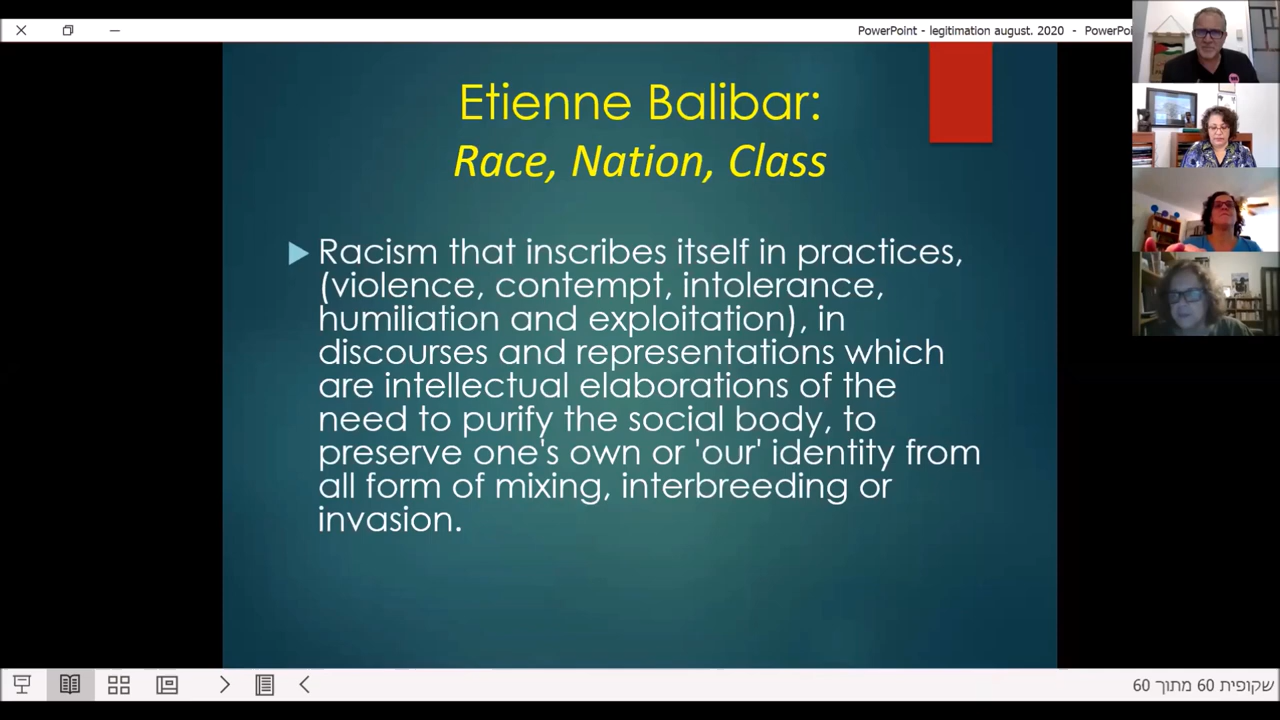 PowerPoint - legitimation august. 2020 - PowerPoi
Etienne Balibar:
Race, Nation, Class
Racism that inscribes itself in practices,
(violence, contempt, intolerance,
humiliation and exploitation), in
discourses and representations which
are intellectual elaborations of the
need to purify the social body, to
preserve one's own or 'our' identity from
all form of mixing, interbreeding or
invasion.
שקופית 60 מתוך 60